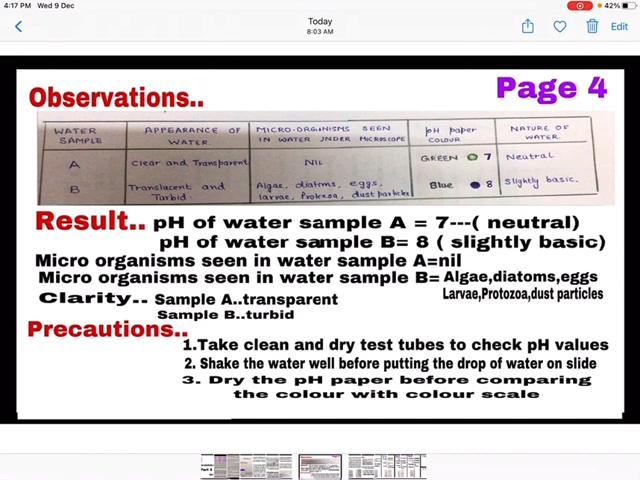 4:17 PM Wed 9 Dec
42%
Today
8:03 AM
Edit
Observations..
Page 4
WATER SAMPLE
APPEARANCE OF WATER.
MICRO-ORGANISMS SEEN IN WATER UNDER MICROSCOPE
pH paper COLOUR
NATURE OF WATER.
A
Clear and Transparent
NIL
GREEN 7
Neutral
B
Translucent and Turbid.
Algae, diatoms, eggs, larvae, Protozoa, dust particles
Blue 8
Slightly basic.
Result.. pH of water sample A = 7---( neutral)
pH of water sample B= 8 ( slightly basic)
Micro organisms seen in water sample A=nil
Micro organisms seen in water sample B= Algae,diatoms,eggs
Larvae,Protozoa,dust particles
Clarity.. Sample A..transparent
Sample B..turbid
Precautions..
1.Take clean and dry test tubes to check pH values
2. Shake the water well before putting the drop of water on slide
3. Dry the pH paper before comparing
the colour with colour scale